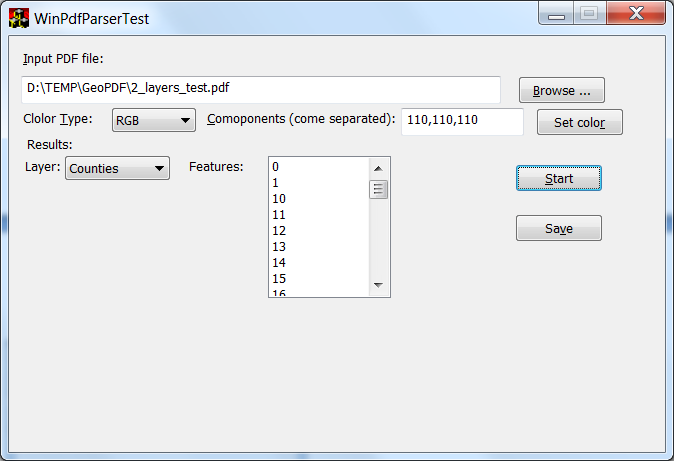 WinPdfParserTest
Input PDF file:
D:\TEMP\GeoPDF\2_layers_test.pdf
Browse ...
Clolor Type: RGB Comoponents (come separated): 110,110,110 Set color
Results:
Layer: Counties Features:
0
1
10
11
12
13
14
15
16
Start
Save